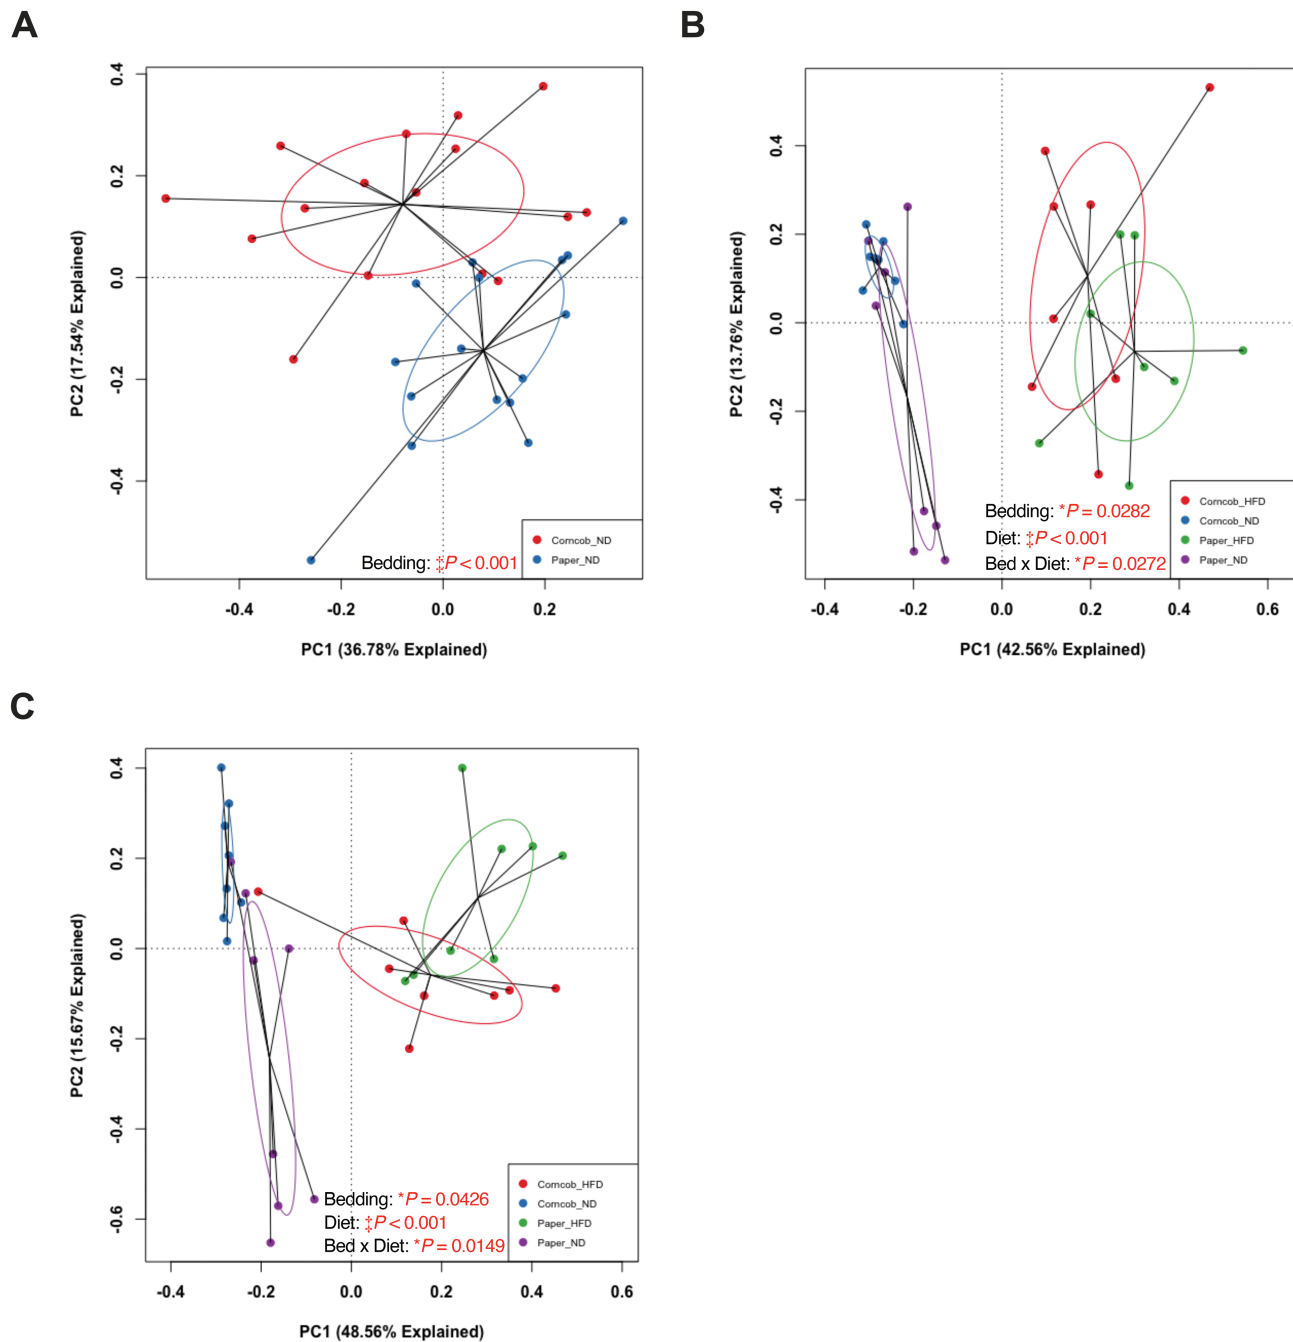 A
0.4
0.2
0.0
-0.2
-0.4
PC2 (17.54% Explained)
-0.4
-0.2
0.0
0.2
PC1 (36.78% Explained)
Bedding: ‡P < 0.001
Corncob_ND
Paper_ND
B
0.4
0.2
0.0
-0.2
-0.4
PC2 (13.76% Explained)
-0.4
-0.2
0.0
0.2
0.4
0.6
PC1 (42.56% Explained)
Bedding: *P = 0.0282
Diet: ‡P < 0.001
Bed x Diet: *P = 0.0272
Corncob_HFD
Corncob_ND
Paper_HFD
Paper_ND
C
0.4
0.2
0.0
-0.2
-0.4
-0.6
PC2 (15.67% Explained)
-0.4
-0.2
0.0
0.2
0.4
0.6
PC1 (48.56% Explained)
Bedding: *P = 0.0426
Diet: ‡P < 0.001
Bed x Diet: *P = 0.0149
Corncob_HFD
Corncob_ND
Paper_HFD
Paper_ND